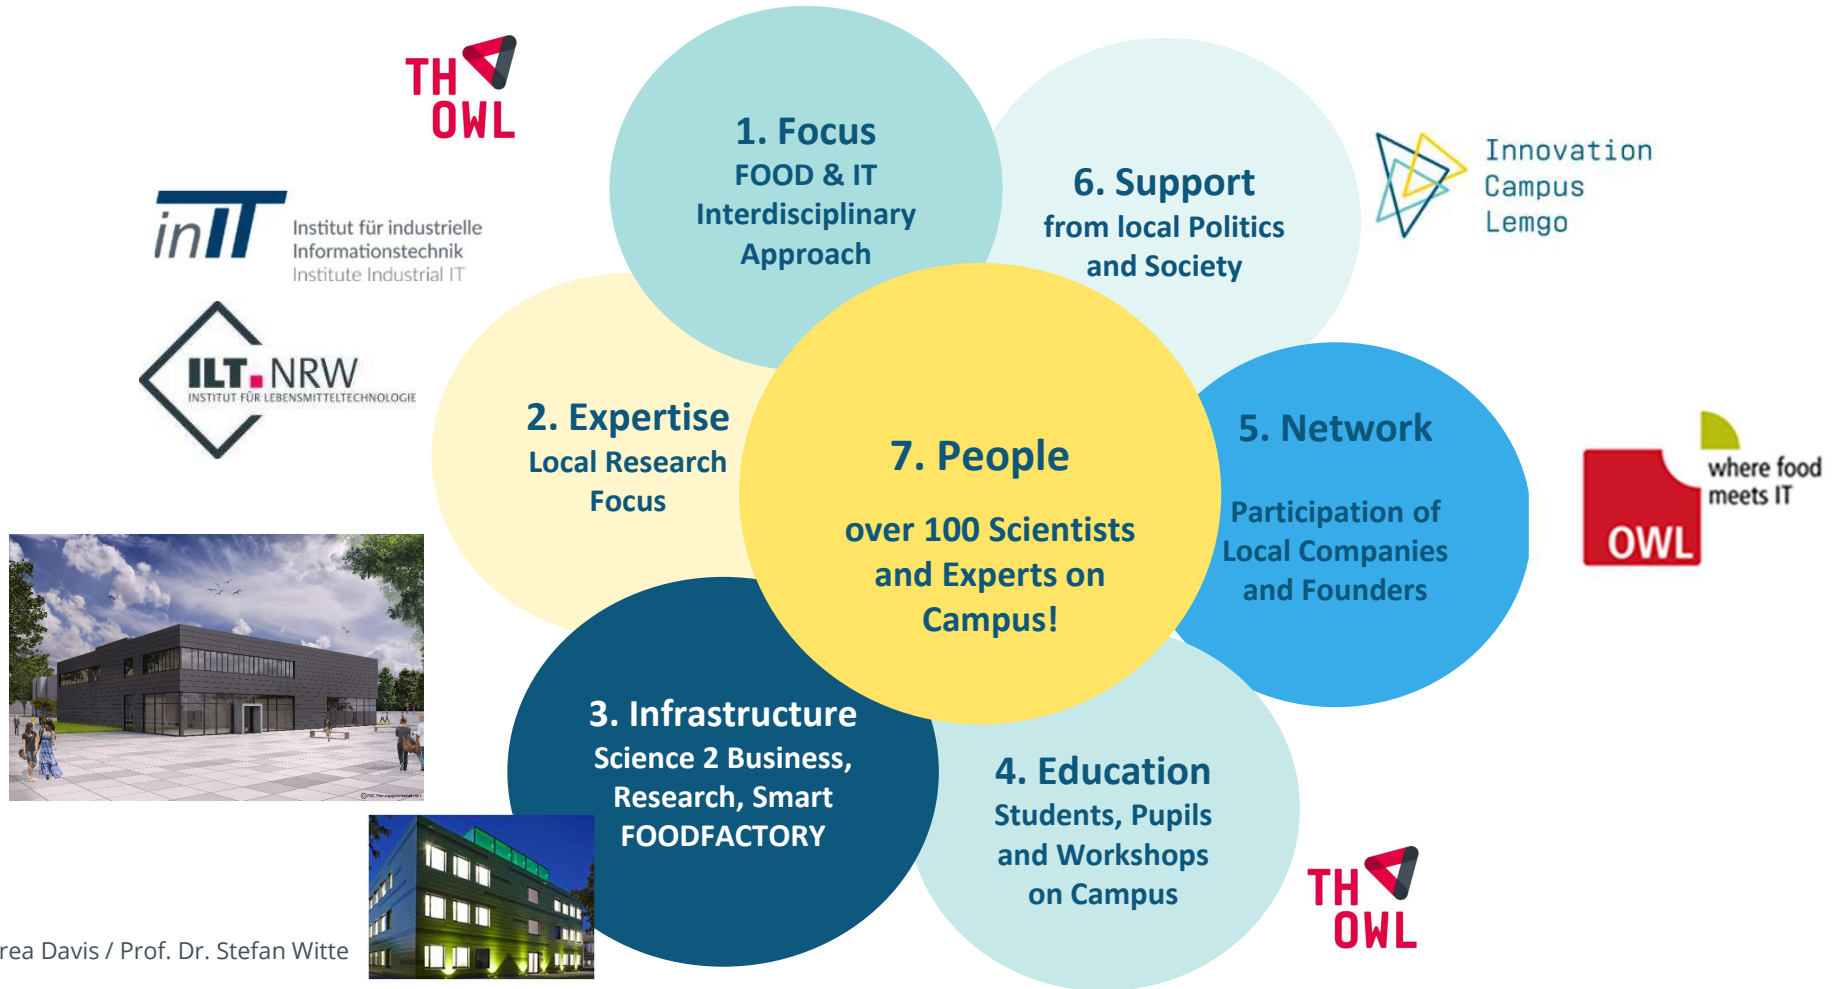 TH
OWL
inIT
Institut für industrielle
Informationstechnik
Institute Industrial IT
ILT.NRW
INSTITUT FÜR LEBENSMITTELTECHNOLOGIE
1. Focus
FOOD & IT
Interdisciplinary
Approach
6. Support
from local Politics
and Society
Innovation
Campus
Lemgo
2. Expertise
Local Research
Focus
7. People
over 100 Scientists
and Experts on
Campus!
5. Network
Participation of
Local Companies
and Founders
where food
meets IT
OWL
3. Infrastructure
Science 2 Business,
Research, Smart
FOODFACTORY
4. Education
Students, Pupils
and Workshops
on Campus
TH
OWL
rea Davis / Prof. Dr. Stefan Witte